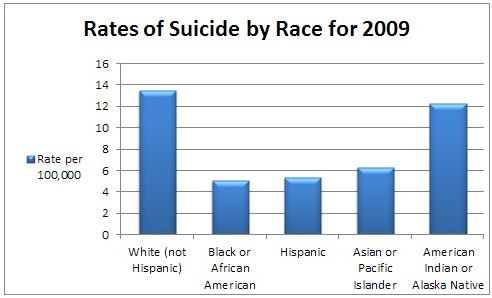 Rates of Suicide by Race for 2009
16
14
12
10
8
6
4
2
0
Rate per
100,000
White (not
Hispanic)
Black or
African
American
Hispanic
Asian or
Pacific
Islander
American
Indian or
Alaska Native